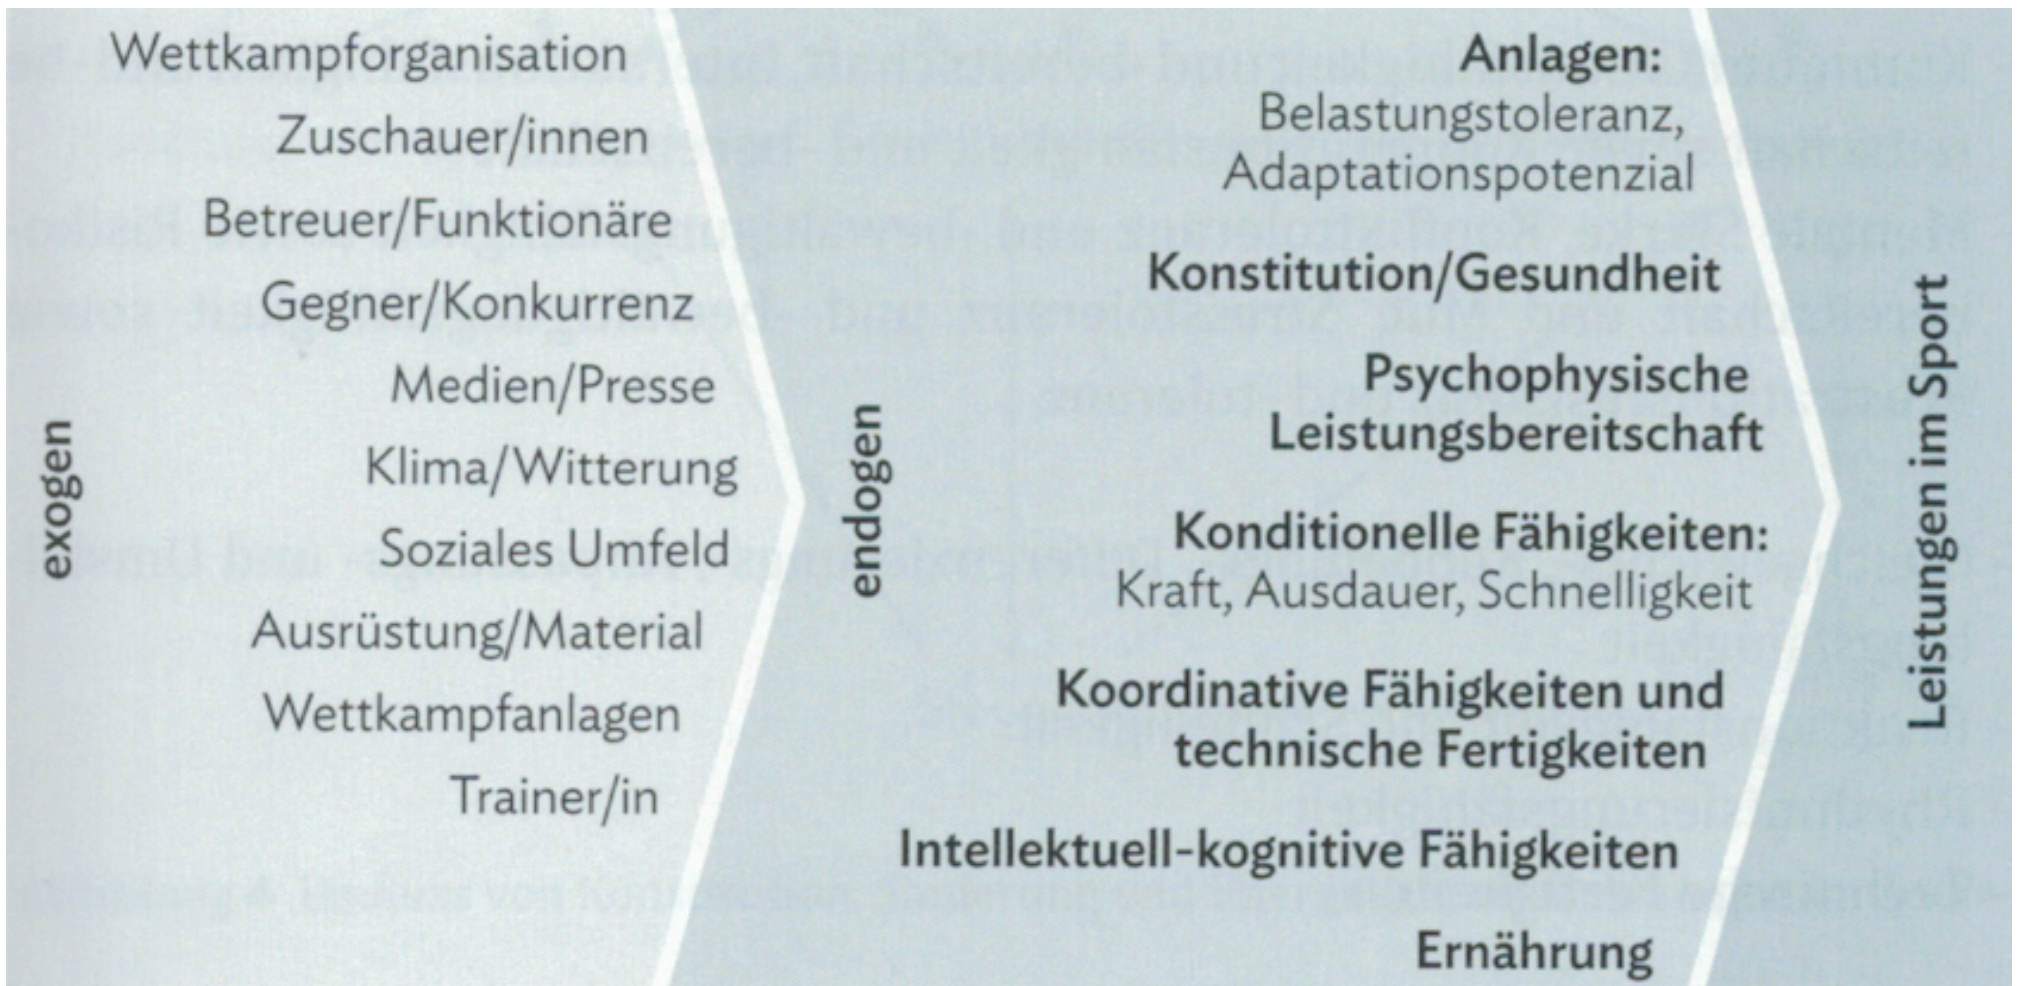 exogen
Wettkampforganisation
Zuschauer/innen
Betreuer/Funktionäre
Gegner/Konkurrenz
Medien/Presse
Klima/Witterung
Soziales Umfeld
Ausrüstung/Material
Wettkampfanlagen
Trainer/in
endogen
Anlagen:
Belastungstoleranz,
Adaptationspotenzial
Konstitution/Gesundheit
Psychophysische
Leistungsbereitschaft
Konditionelle Fähigkeiten:
Kraft, Ausdauer, Schnelligkeit
Koordinative Fähigkeiten und
technische Fertigkeiten
Intellektuell-kognitive Fähigkeiten
Ernährung
Leistungen im Sport